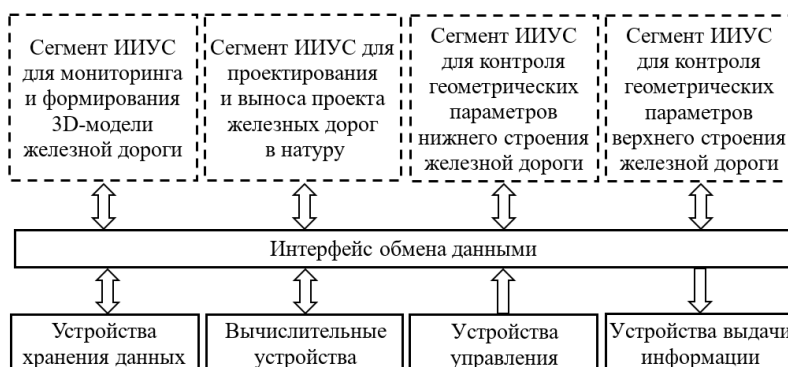 Сегмент ИИУС
для мониторинга
и формирования
3D-модели
железной дороги
Сегмент ИИУС для
проектирования
и выноса проекта
железных дорог
в натуру
Сегмент ИИУС
для контроля
геометрических
параметров
нижнего строения
железной дороги
Сегмент ИИУС
для контроля
геометрических
параметров
верхнего строения
железной дороги
Интерфейс обмена данными
Устройства
хранения данных
Вычислительные
устройства
Устройства
управления
Устройства выдачи
информации